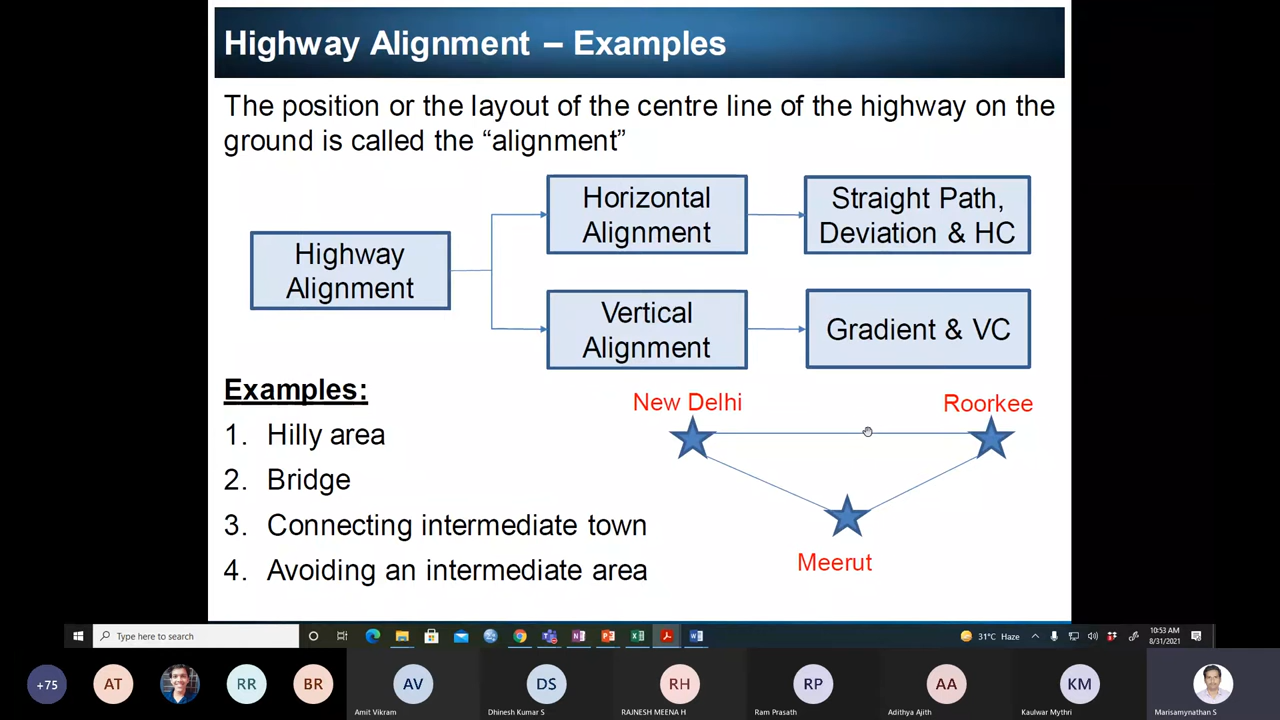 Highway Alignment – Examples
The position or the layout of the centre line of the highway on the
ground is called the “alignment”
Highway
Alignment
Horizontal
Alignment
Straight Path,
Deviation & HC
Vertical
Alignment
Gradient & VC
Examples:
1. Hilly area
2. Bridge
3. Connecting intermediate town
4. Avoiding an intermediate area
New Delhi
Roorkee
Meerut
Type here to search
31°C Haze
10:53 AM
8/31/2021
+75
AT
RR
BR
AV
Amit Vikram
DS
Dhinesh Kumar S
RH
RAJNESH MEENA H
RP
Ram Prasath
AA
Adithya Ajith
KM
Kaulwar Mythri
Marisamynathan S